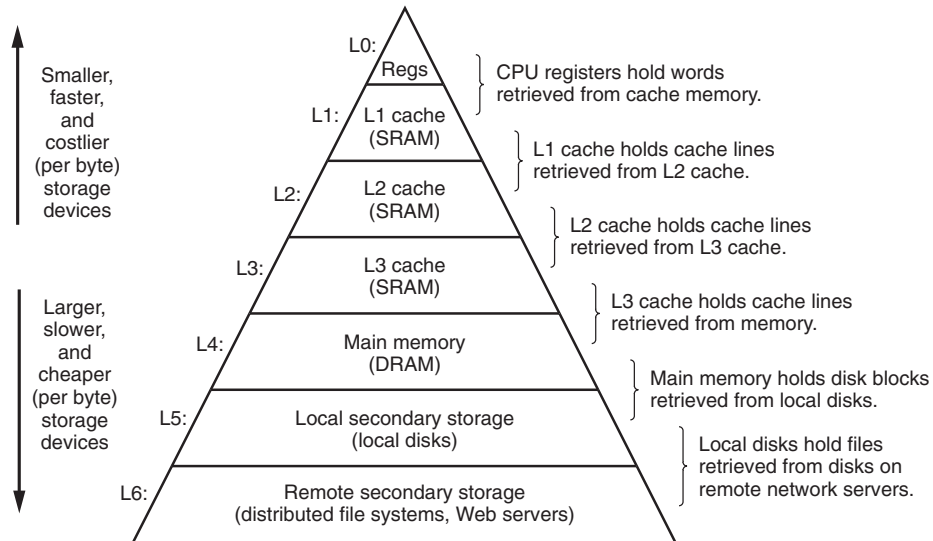 Smaller,
faster,
and
costlier
(per byte)
storage
devices
Larger,
slower,
and
cheaper
(per byte)
storage
devices
L0:
Regs
CPU registers hold words
retrieved from cache memory.
L1:
L1 cache
(SRAM)
L1 cache holds cache lines
retrieved from L2 cache.
L2:
L2 cache
(SRAM)
L2 cache holds cache lines
retrieved from L3 cache.
L3:
L3 cache
(SRAM)
L3 cache holds cache lines
retrieved from memory.
L4:
Main memory
(DRAM)
Main memory holds disk blocks
retrieved from local disks.
L5:
Local secondary storage
(local disks)
Local disks hold files
retrieved from disks on
remote network servers.
L6:
Remote secondary storage
(distributed file systems, Web servers)